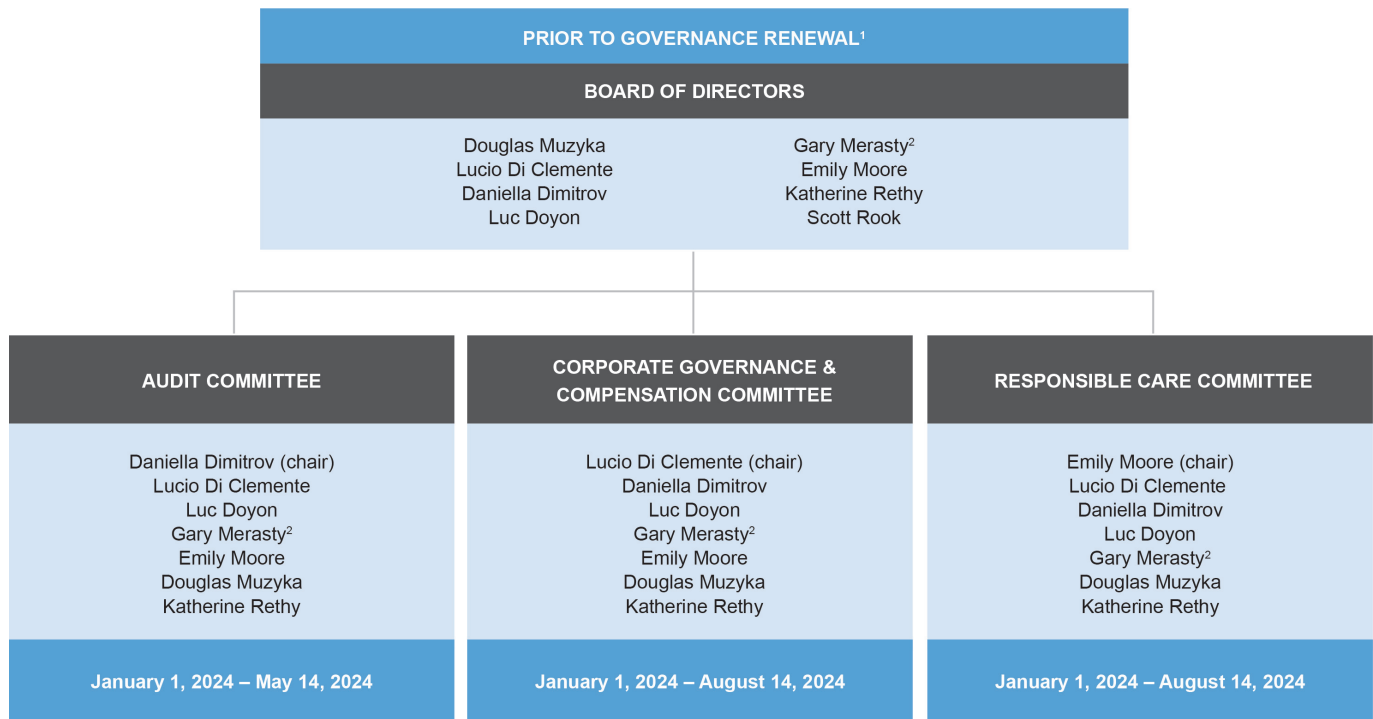 PRIOR TO GOVERNANCE RENEWAL¹
BOARD OF DIRECTORS
Douglas Muzyka
Lucio Di Clemente
Daniella Dimitrov
Luc Doyon
Gary Merasty²
Emily Moore
Katherine Rethy
Scott Rook
AUDIT COMMITTEE
Daniella Dimitrov (chair)
Lucio Di Clemente
Luc Doyon
Gary Merasty²
Emily Moore
Douglas Muzyka
Katherine Rethy
January 1, 2024 – May 14, 2024
CORPORATE GOVERNANCE &
COMPENSATION COMMITTEE
Lucio Di Clemente (chair)
Daniella Dimitrov
Luc Doyon
Gary Merasty²
Emily Moore
Douglas Muzyka
Katherine Rethy
January 1, 2024 – August 14, 2024
RESPONSIBLE CARE COMMITTEE
Emily Moore (chair)
Lucio Di Clemente
Daniella Dimitrov
Luc Doyon
Gary Merasty²
Douglas Muzyka
Katherine Rethy
January 1, 2024 – August 14, 2024